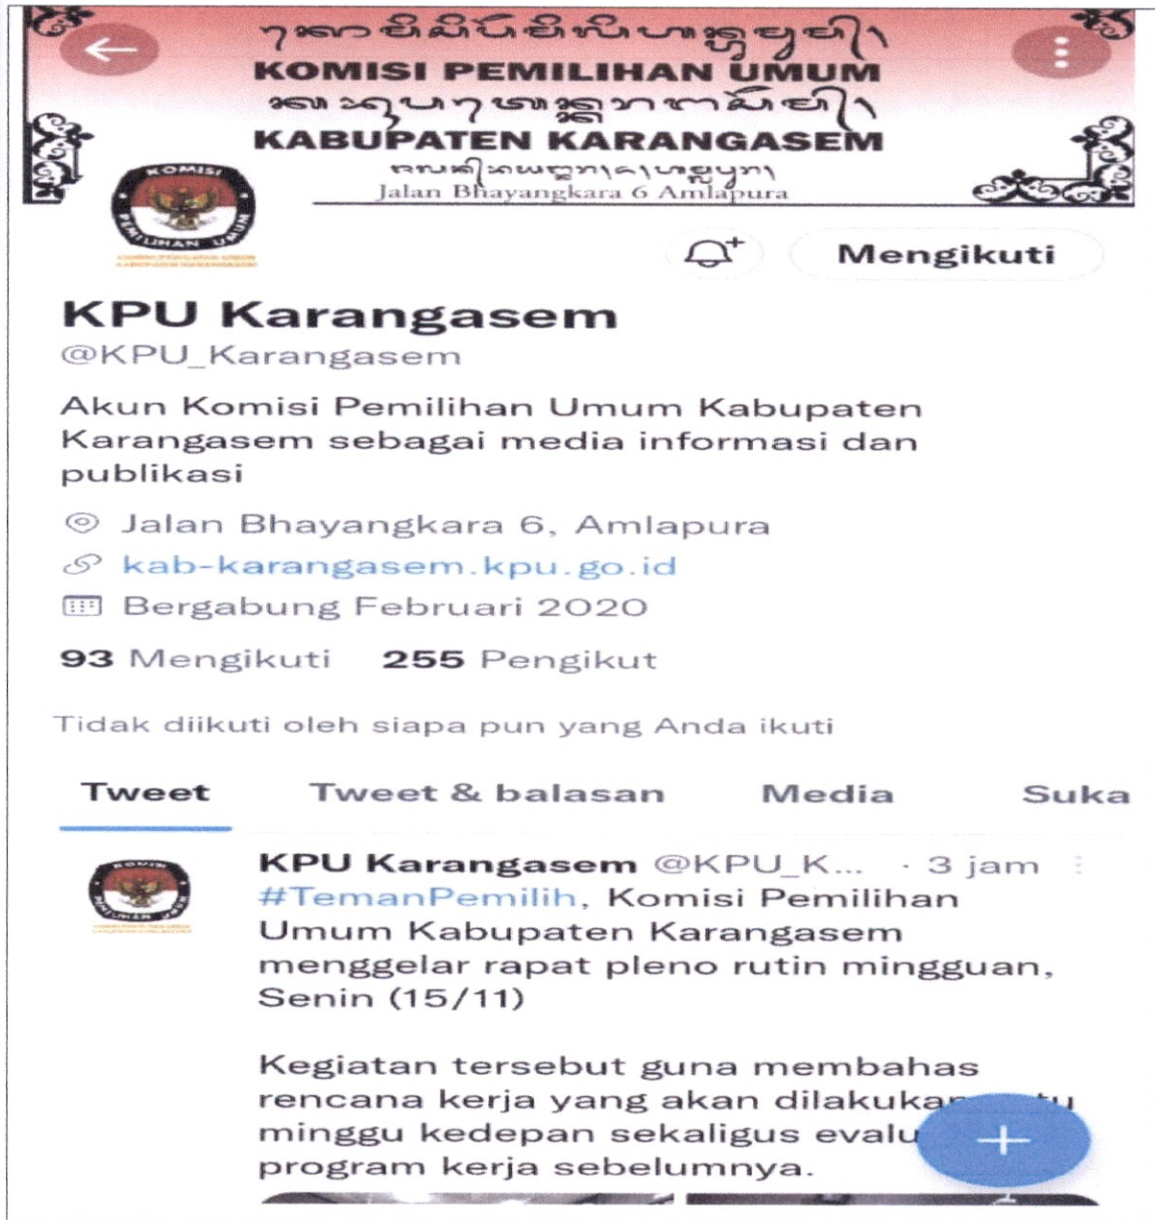 KOMISI PEMILIHAN UMUM
KABUPATEN KARANGASEM
Jalan Bhayangkara 6 Amlapura
KOMISI
PEMILIHAN UMUM
Mengikuti
KPU Karangasem
@KPU_Karangasem
Akun Komisi Pemilihan Umum Kabupaten
Karangasem sebagai media informasi dan
publikasi
Jalan Bhayangkara 6, Amlapura
kab-karangasem.kpu.go.id
Bergabung Februari 2020
93 Mengikuti 255 Pengikut
Tidak diikuti oleh siapa pun yang Anda ikuti
Tweet Tweet & balasan Media Suka
KPU Karangasem @KPU_K... · 3 jam
#TemanPemilih, Komisi Pemilihan
Umum Kabupaten Karangasem
menggelar rapat pleno rutin mingguan,
Senin (15/11)
Kegiatan tersebut guna membahas
rencana kerja yang akan
minggu kedepan sekaligus
program kerja sebelumnya.